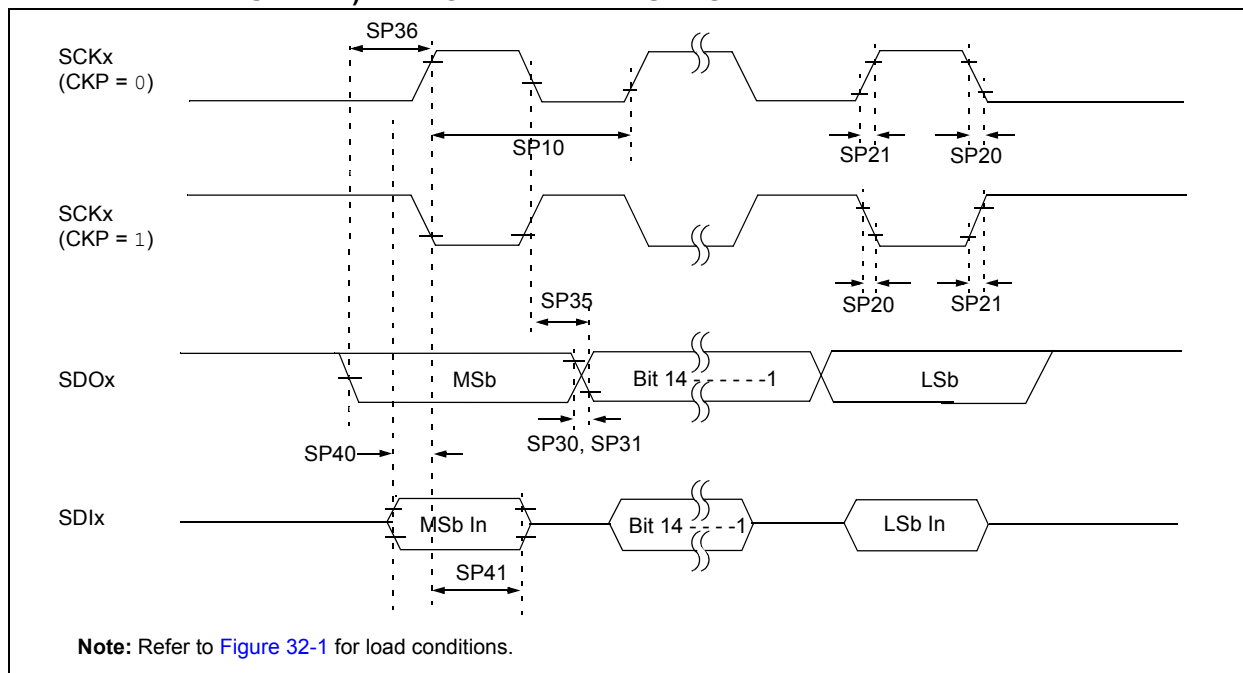 SP36
SCKx
(CKP = 0)
SP10
SP21
SP20
SCKx
(CKP = 1)
SP35
SP20
SP21
SDOx
MSb
Bit 14 - - - - - -1
LSb
SP30, SP31
SP40
SDIx
MSb In
Bit 14 - - - - -1
LSb In
SP41
Note: Refer to Figure 32-1 for load conditions.